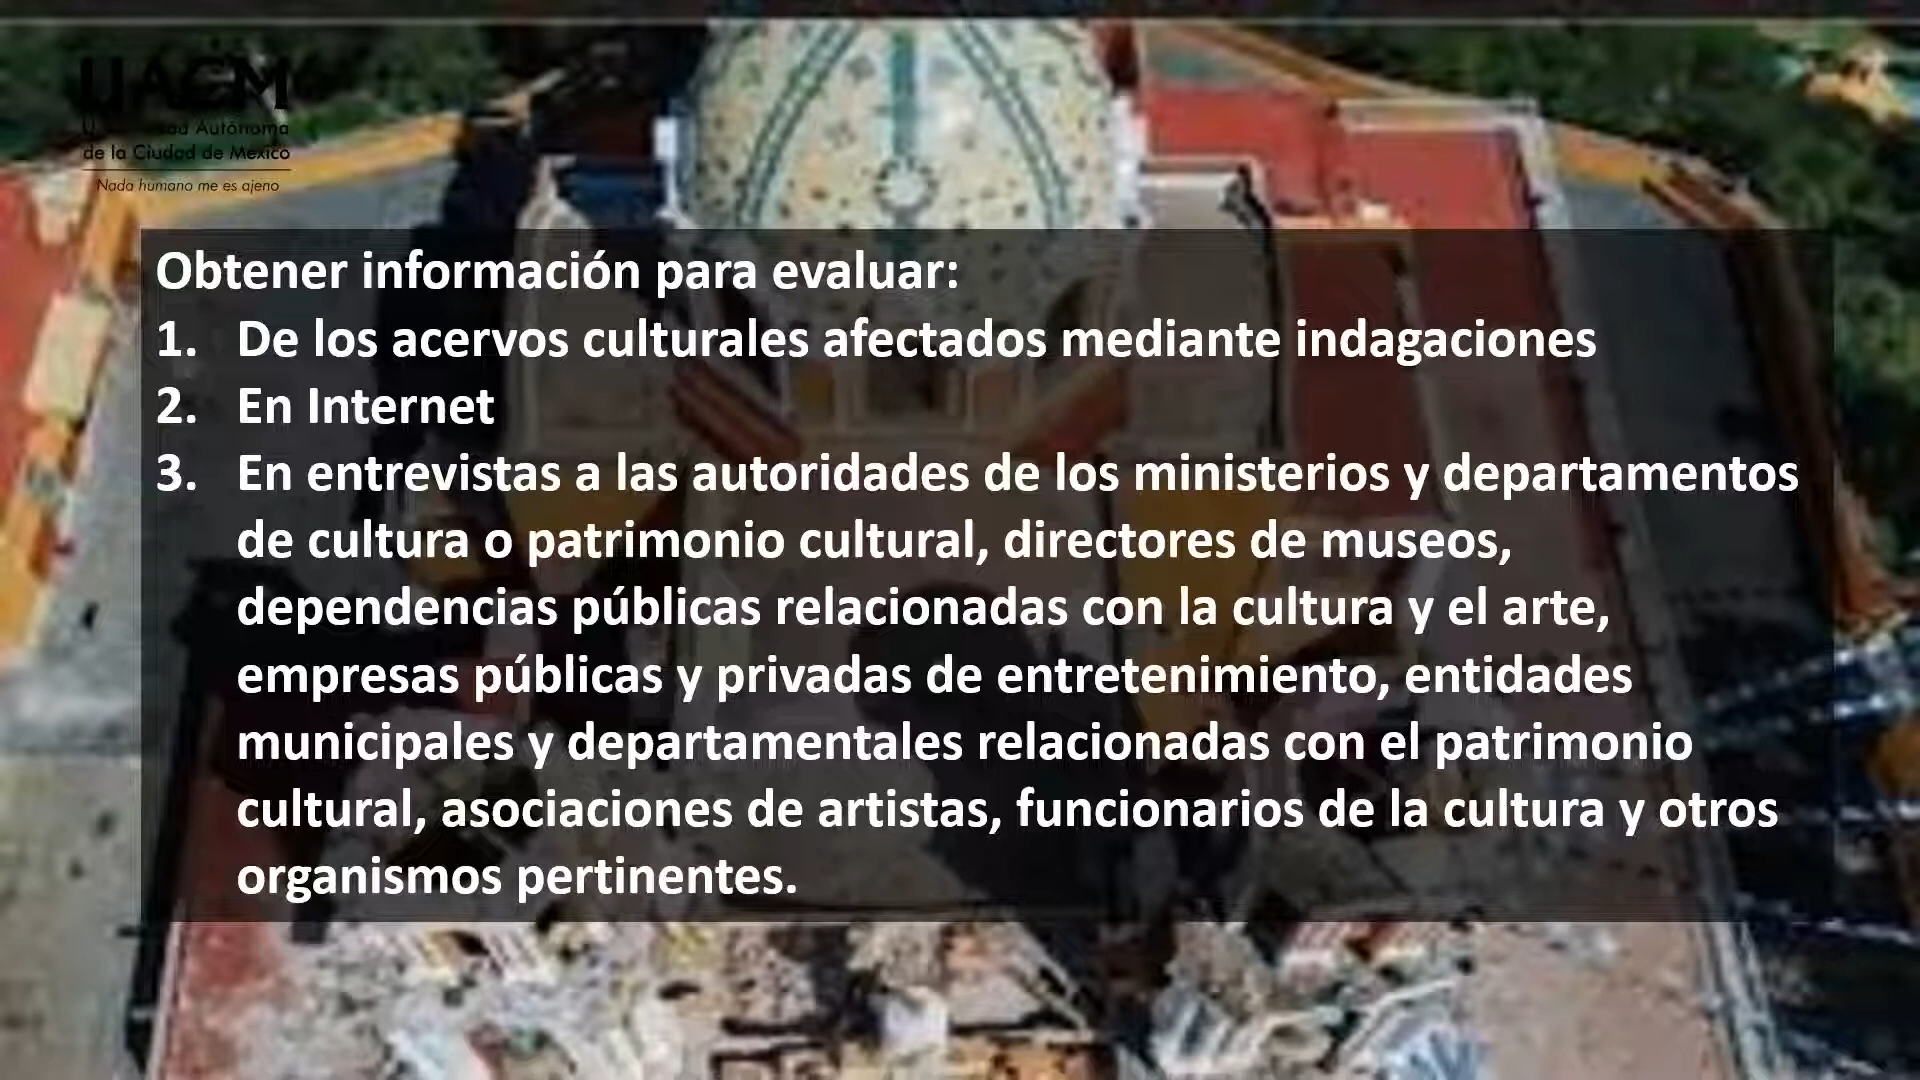 UACM
Autónoma
de la Ciudad de México
Nada humano me es ajeno
Obtener información para evaluar:
1. De los acervos culturales afectados mediante indagaciones
2. En Internet
3. En entrevistas a las autoridades de los ministerios y departamentos
de cultura o patrimonio cultural, directores de museos,
dependencias públicas relacionadas con la cultura y el arte,
empresas públicas y privadas de entretenimiento, entidades
municipales y departamentales relacionadas con el patrimonio
cultural, asociaciones de artistas, funcionarios de la cultura y otros
organismos pertinentes.